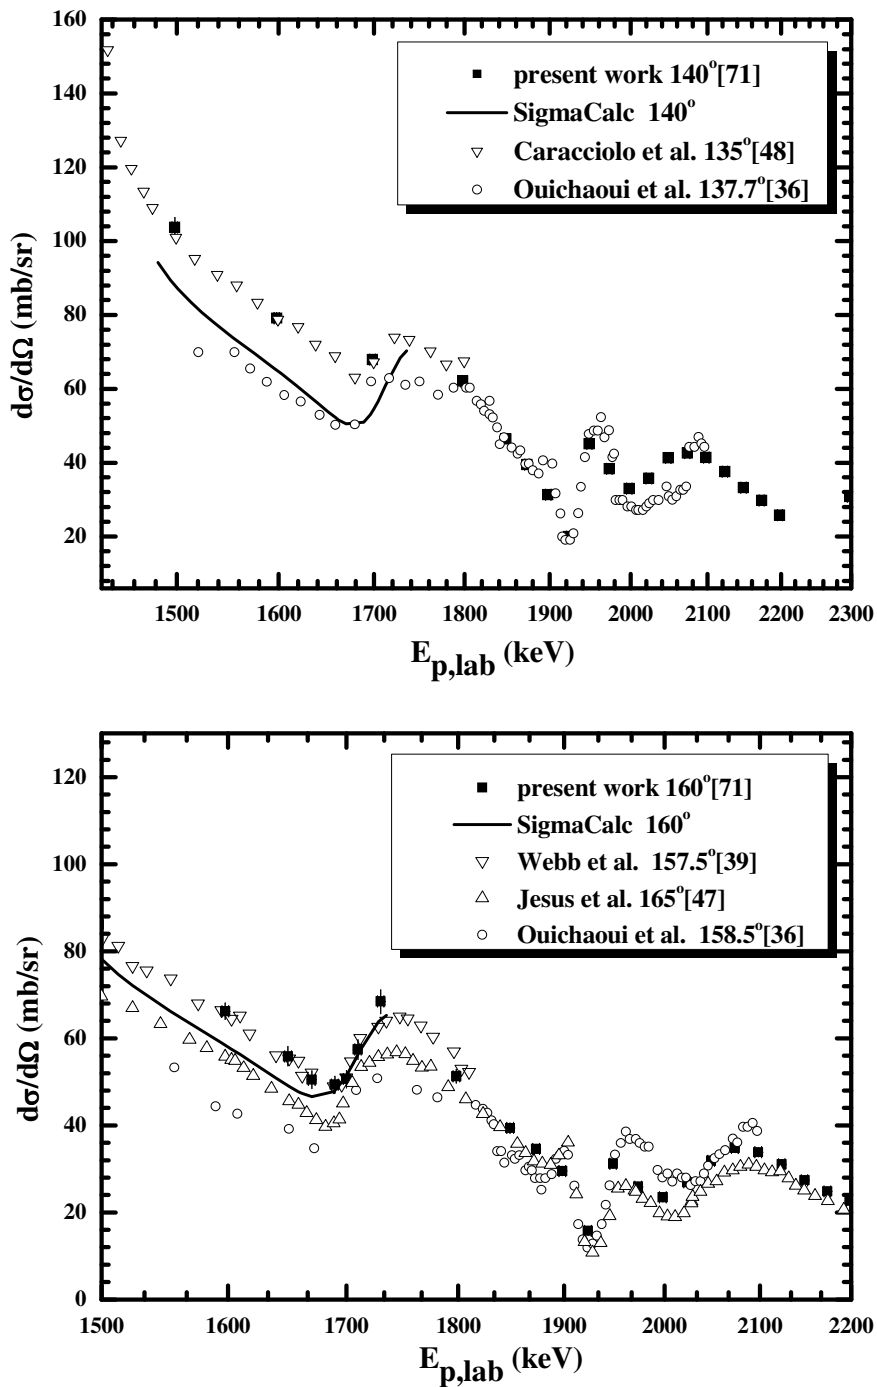 160
140
120
100
80
60
40
20
dσ/dΩ (mb/sr)
present work 140°[71]
SigmaCalc 140°
Caracciolo et al. 135°[48]
Ouichaoui et al. 137.7°[36]
1500 1600 1700 1800 1900 2000 2100 2200 2300
E_p,lab (keV)
120
100
80
60
40
20
0
dσ/dΩ (mb/sr)
present work 160°[71]
SigmaCalc 160°
Webb et al. 157.5°[39]
Jesus et al. 165°[47]
Ouichaoui et al. 158.5°[36]
1500 1600 1700 1800 1900 2000 2100 2200
E_p,lab (keV)